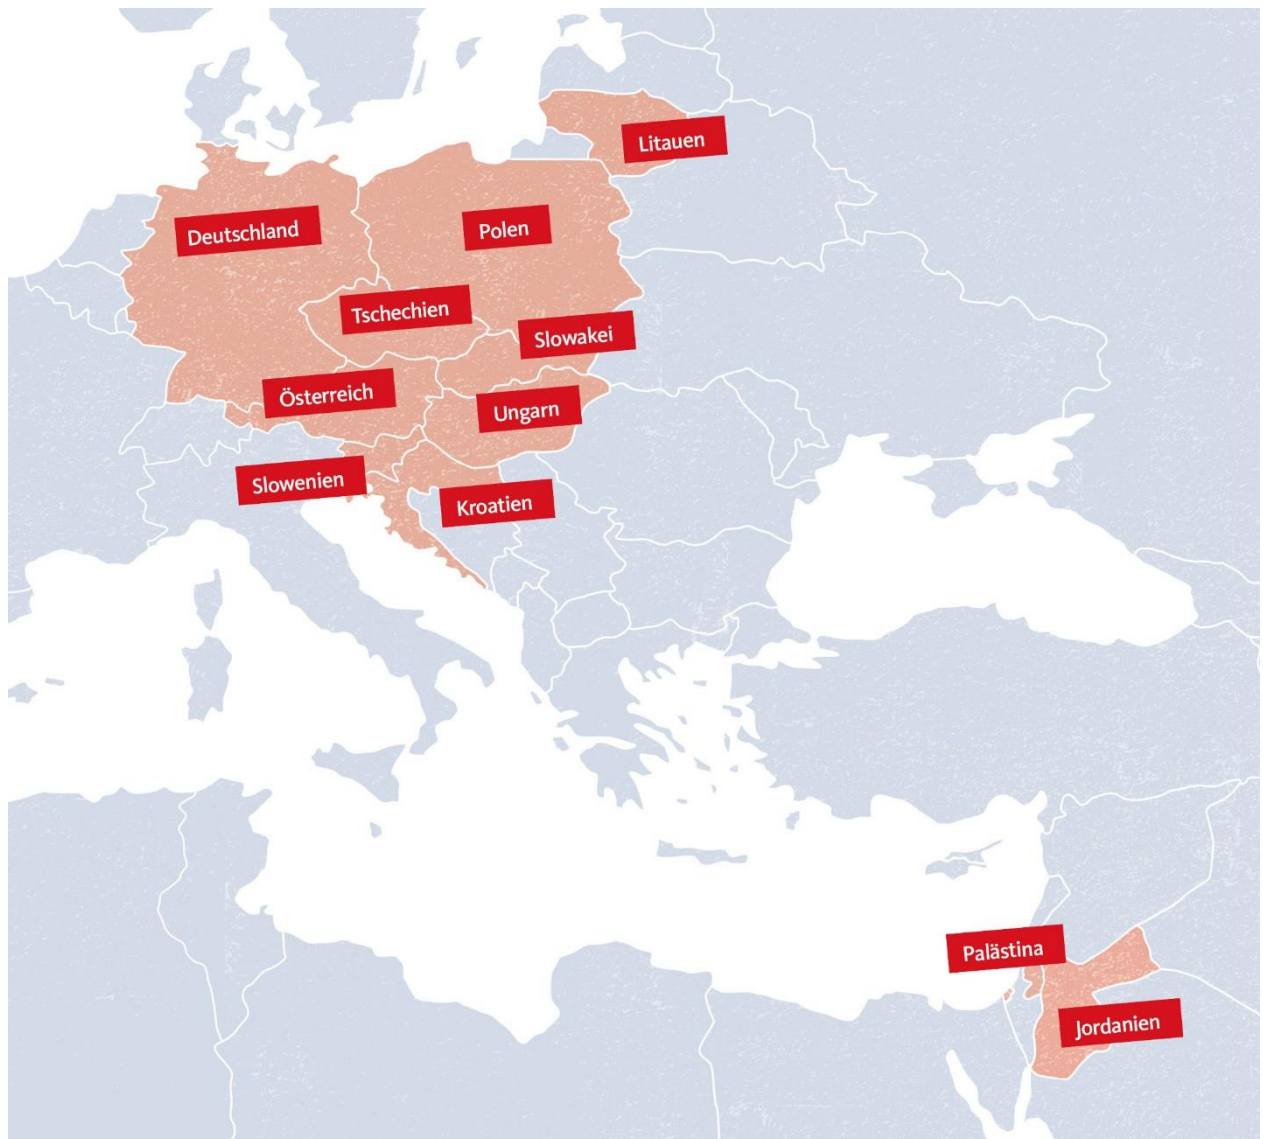 Litauen
Deutschland
Polen
Tschechien
Slowakei
Österreich
Ungarn
Slowenien
Kroatien
Palästina
Jordanien